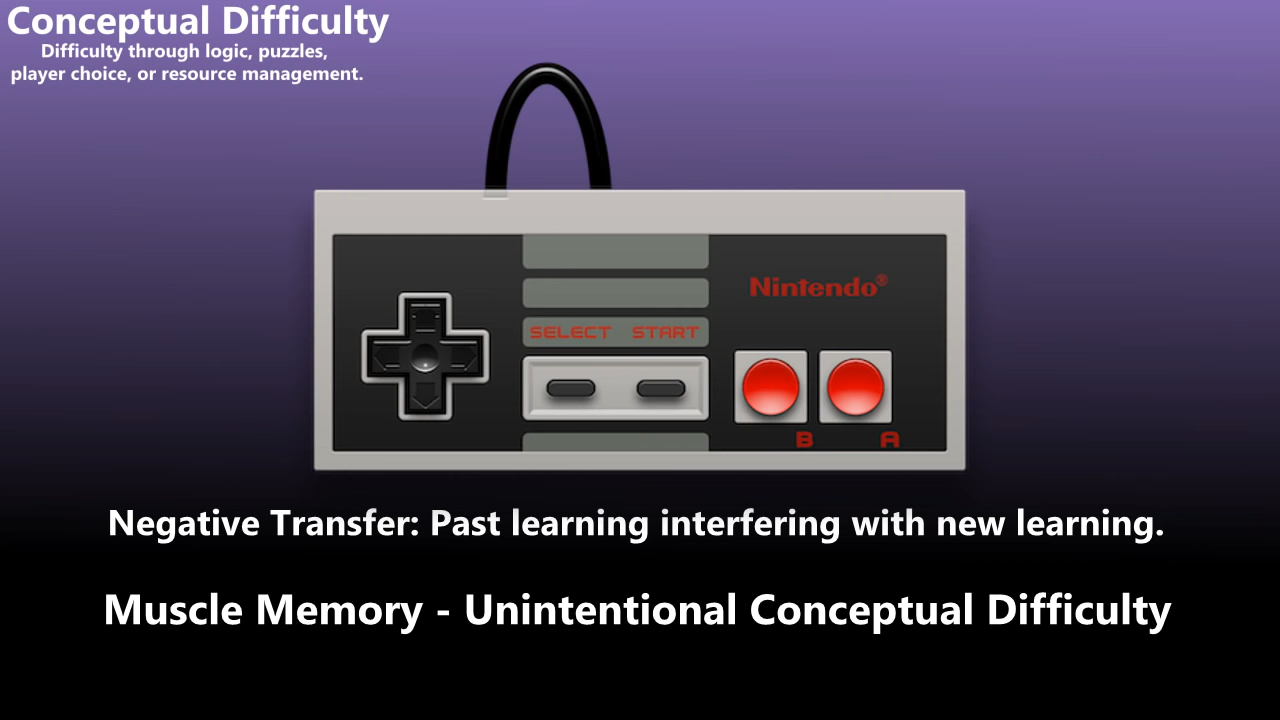 Conceptual Difficulty
Difficulty through logic, puzzles,
player choice, or resource management.
Nintendo®
SELECT START
B A
Negative Transfer: Past learning interfering with new learning.
Muscle Memory - Unintentional Conceptual Difficulty